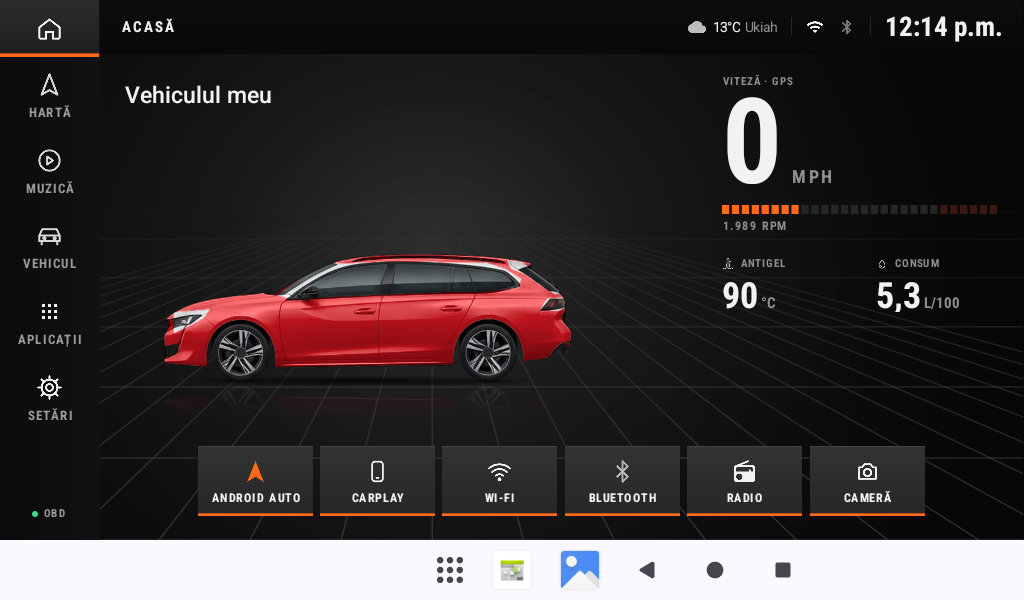 ACASĂ
13°C Ukiah
12:14 p.m.
HARTĂ
MUZICĂ
VEHICUL
APLICAȚII
SETĂRI
OBD
Vehiculul meu
VITEZĂ · GPS
0 MPH
1.989 RPM
ANTIGEL
90 °C
CONSUM
5,3 L/100
ANDROID AUTO
CARPLAY
WI-FI
BLUETOOTH
RADIO
CAMERĂ